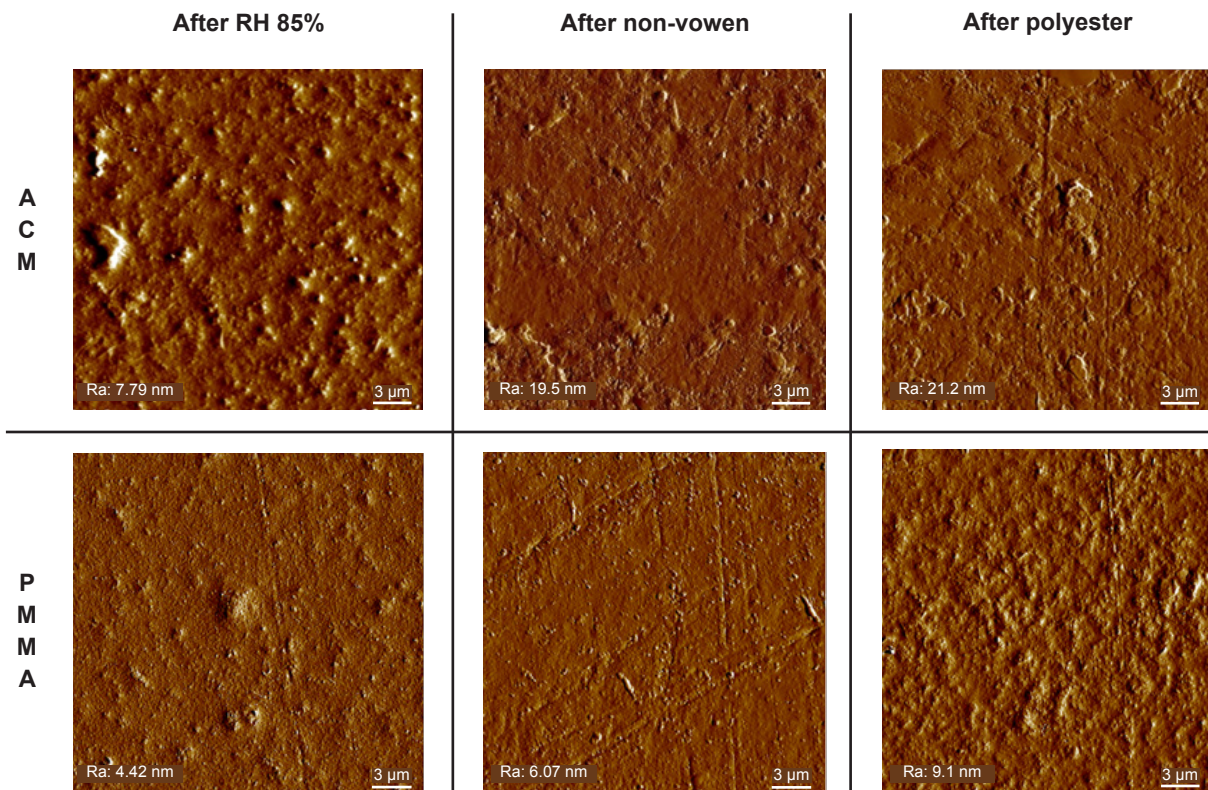 After RH 85%
After non-vowen
After polyester
A
C
M
Ra: 7.79 nm
3 µm
Ra: 19.5 nm
3 µm
Ra: 21.2 nm
3 µm
P
M
M
A
Ra: 4.42 nm
3 µm
Ra: 6.07 nm
3 µm
Ra: 9.1 nm
3 µm